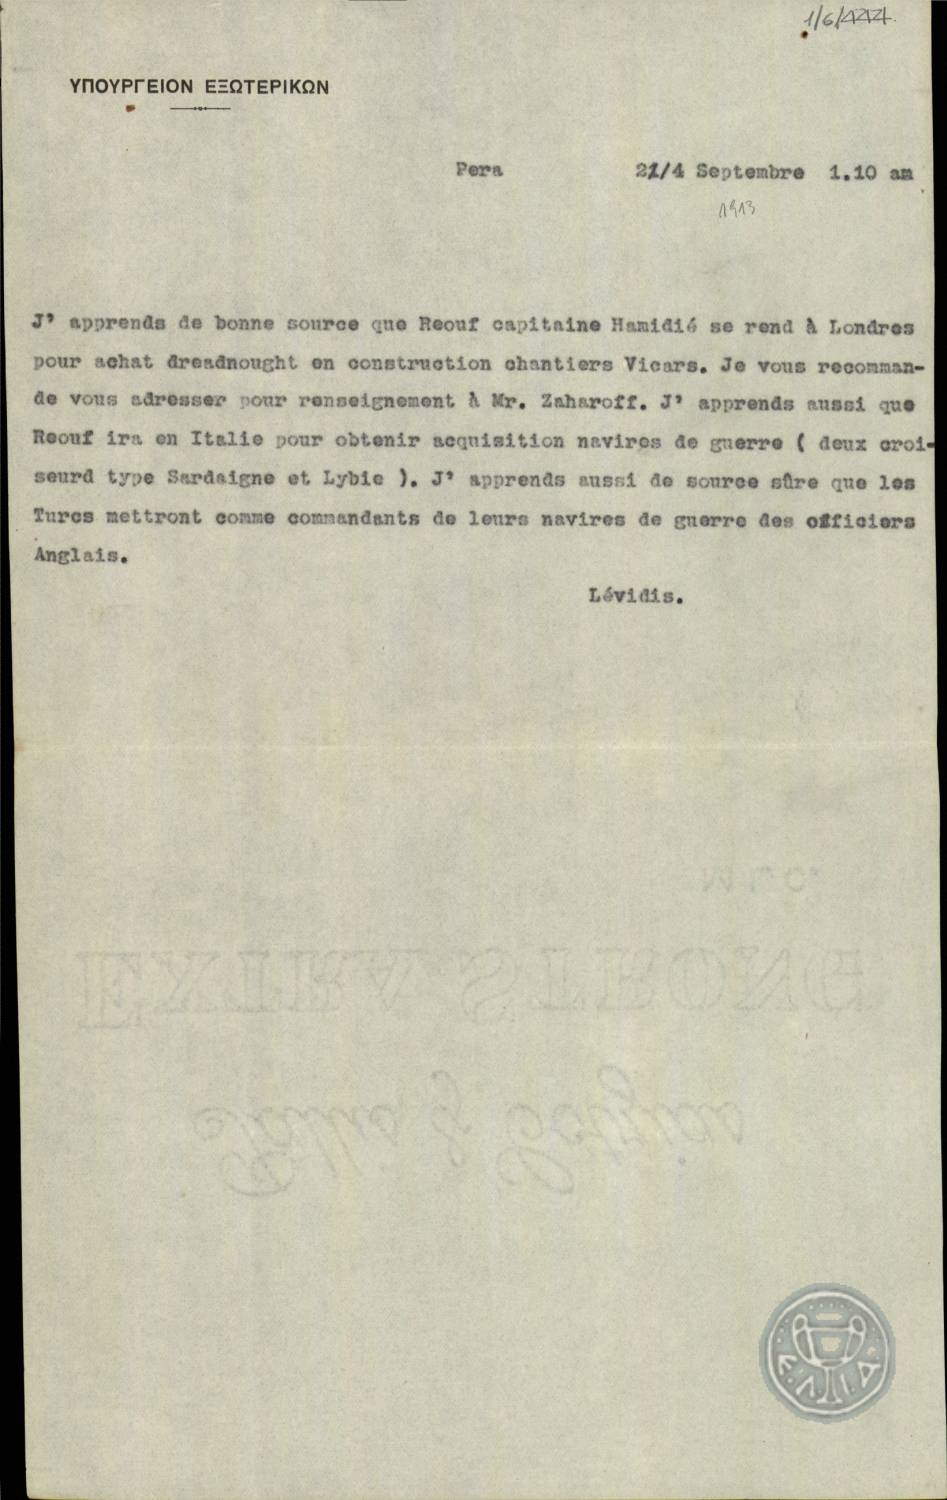 1/6/444.
ΥΠΟΥΡΓΕΙΟΝ ΕΞΩΤΕΡΙΚΩΝ
Pera 21/4 Septembre 1.10 am
1913
J' apprends de bonne source que Reouf capitaine Hamidié se rend à Londres
pour achat dreadnought en construction chantiers Vicars. Je vous recomman-
de vous adresser pour renseignement à Mr. Zaharoff. J' apprends aussi que
Reouf ira en Italie pour obtenir acquisition navires de guerre ( deux croi-
seurd type Sardaigne et Lybie ). J' apprends aussi de source sûre que les
Turcs mettront comme commandants de leurs navires de guerre des officiers
Anglais.
Lévidis.
EXTRA STRONG
Ε.Λ.Ι.Α